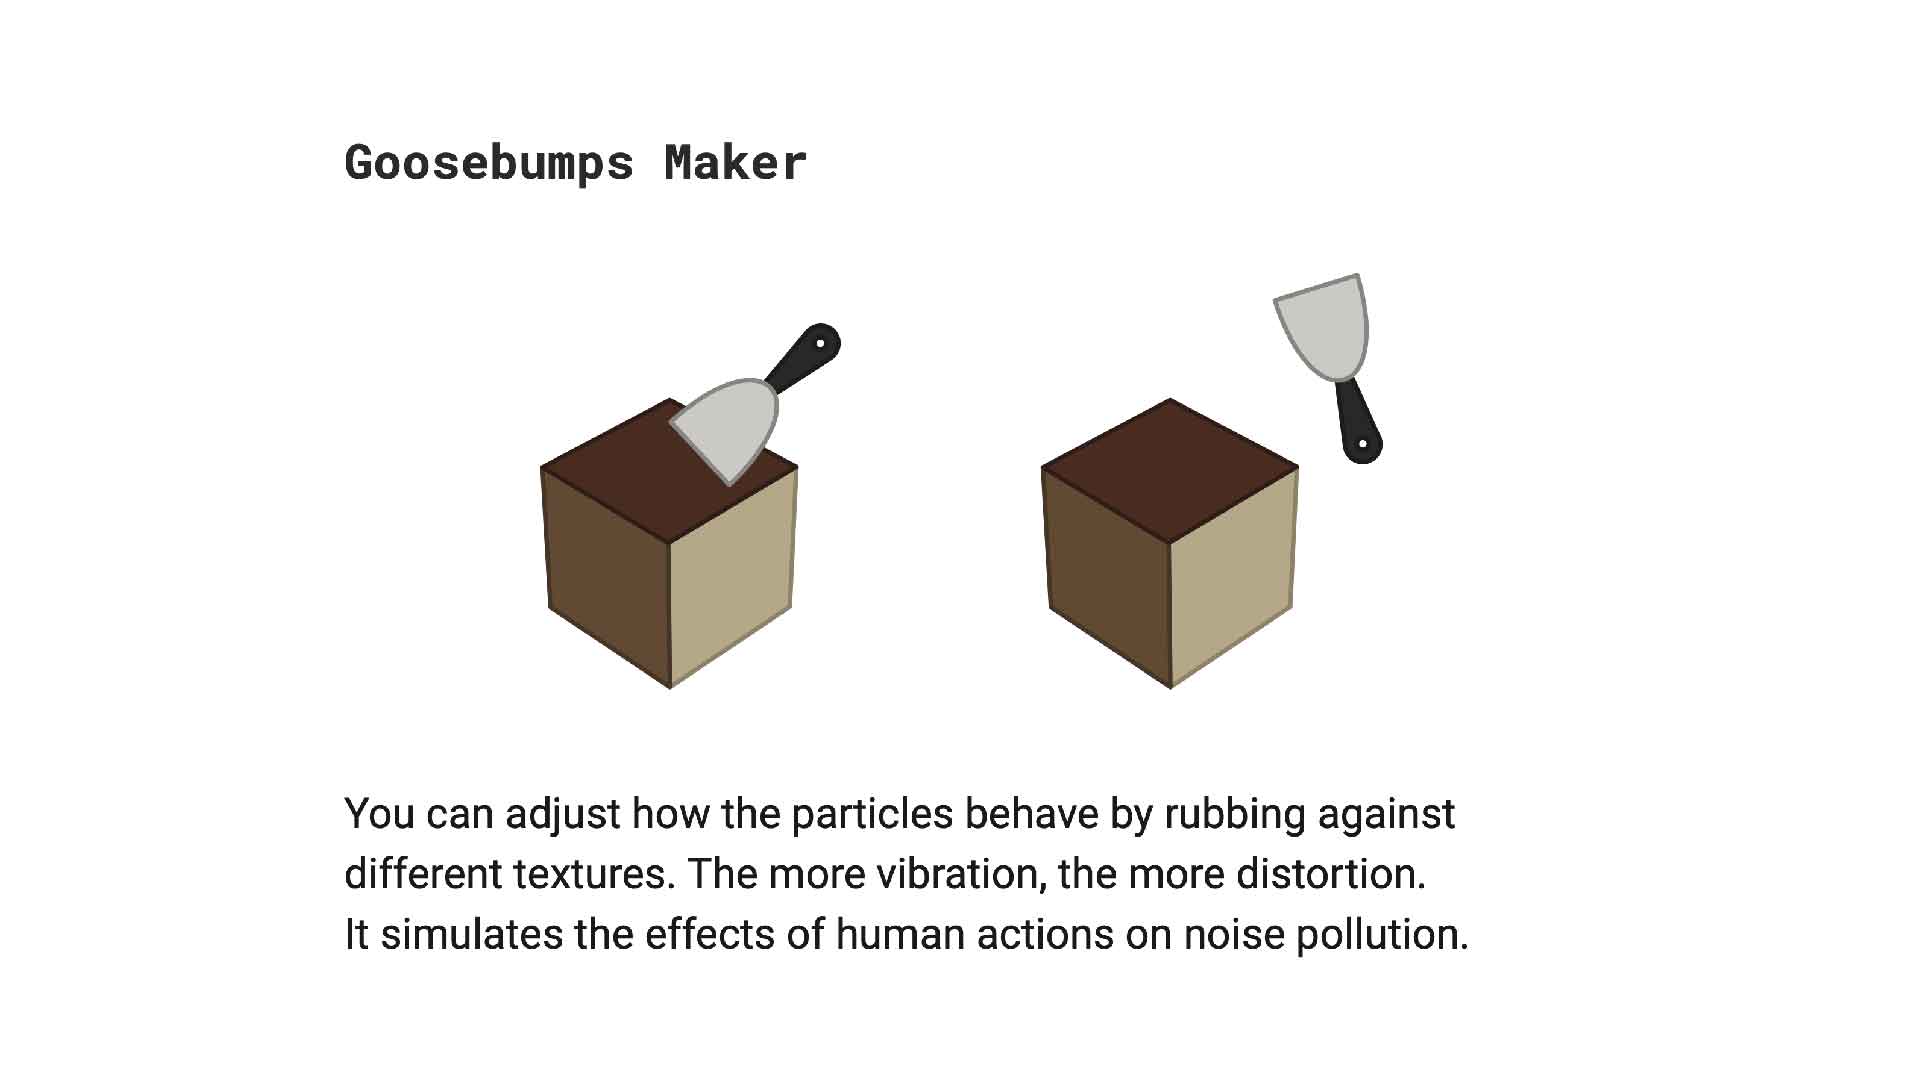 Goosebumps Maker
You can adjust how the particles behave by rubbing against
different textures. The more vibration, the more distortion.
It simulates the effects of human actions on noise pollution.